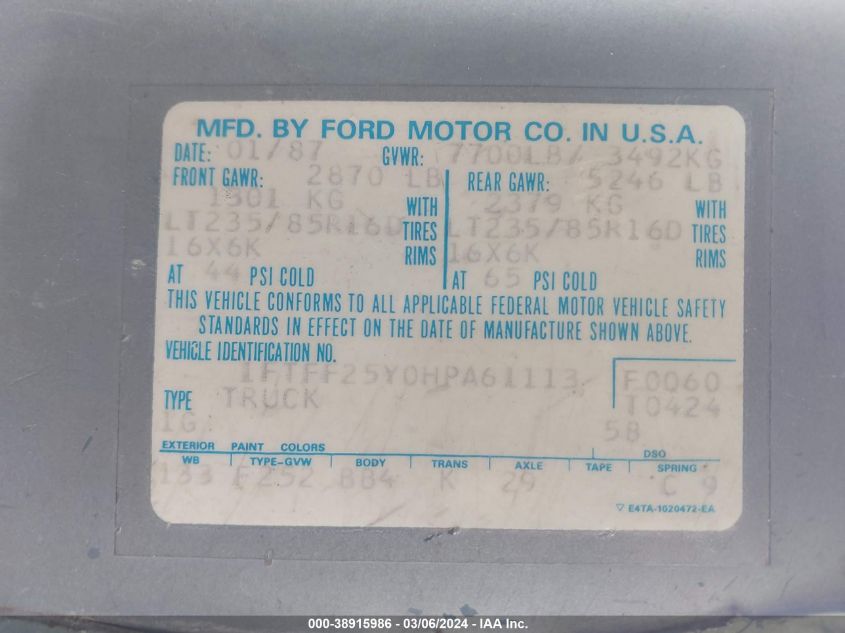 MFD. BY FORD MOTOR CO. IN U.S.A.
DATE: 01/87 GVWR: 7700LB/ 3492KG
FRONT GAWR: 2870 LB REAR GAWR: 5246 LB
1301 KG WITH 2379 KG WITH
LT235/85R16D TIRES LT235/85R16D TIRES
16X6K RIMS 16X6K RIMS
AT 44 PSI COLD AT 65 PSI COLD
THIS VEHICLE CONFORMS TO ALL APPLICABLE FEDERAL MOTOR VEHICLE SAFETY
STANDARDS IN EFFECT ON THE DATE OF MANUFACTURE SHOWN ABOVE.
VEHICLE IDENTIFICATION NO.
1FTFF25Y0HPA61113 F0060
TYPE TRUCK T0424
1G 5B
EXTERIOR PAINT COLORS DSO
WB TYPE-GVW BODY TRANS AXLE TAPE SPRING
133 F252 BB4 K 29 C 9
▽ E4TA-1020472-EA
000-38915986 - 03/06/2024 - IAA Inc.